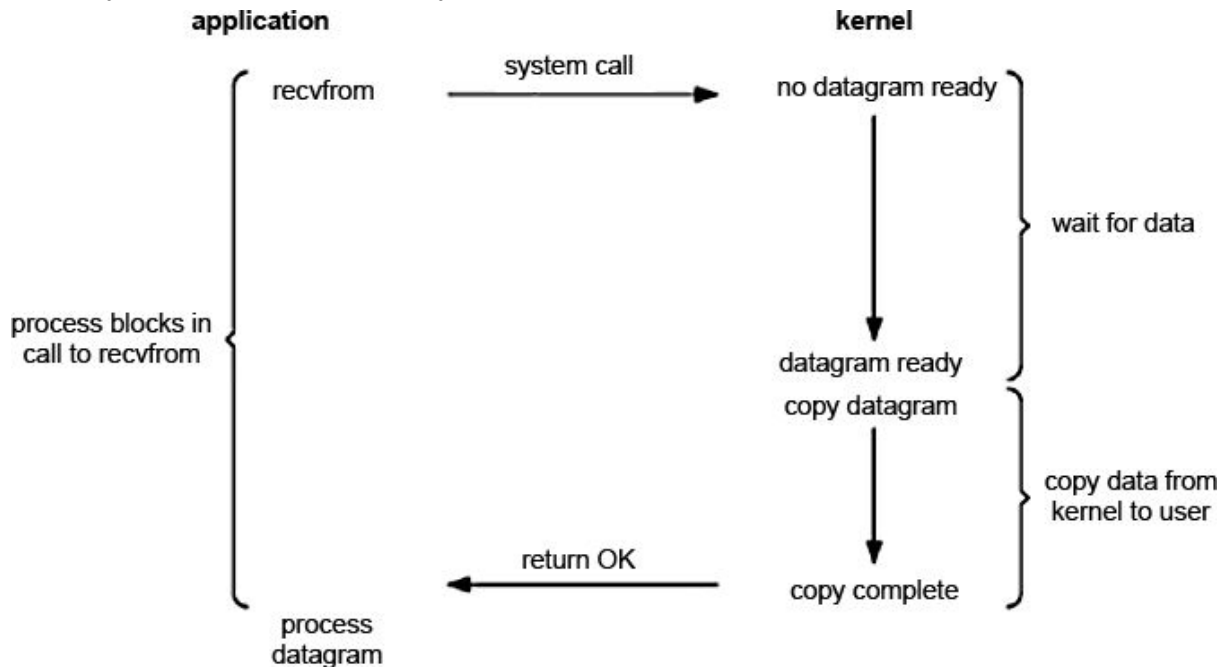 application
kernel
system call
recvfrom
no datagram ready
wait for data
process blocks in
call to recvfrom
datagram ready
copy datagram
copy data from
kernel to user
return OK
copy complete
process
datagram